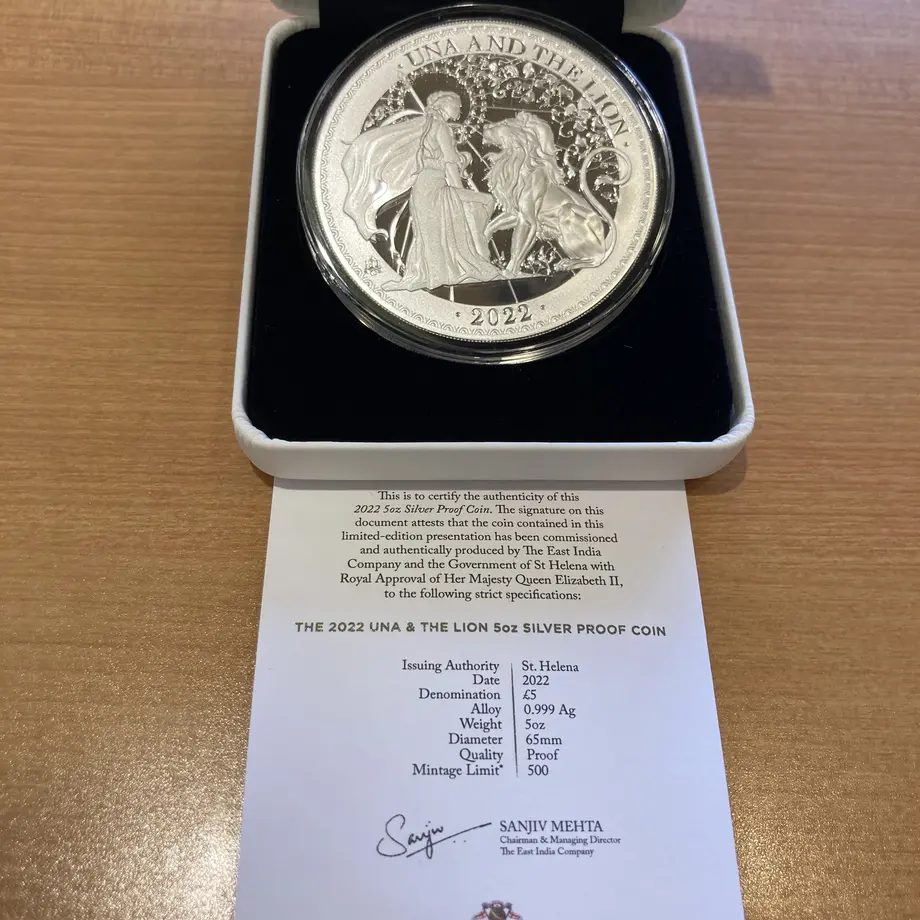 · UNA AND THE LION ·
· 2022 ·
This is to certify the authenticity of this
2022 5oz Silver Proof Coin. The signature on this
document attests that the coin contained in this
limited-edition presentation has been commissioned
and authentically produced by The East India
Company and the Government of St Helena with
Royal Approval of Her Majesty Queen Elizabeth II,
to the following strict specifications:
THE 2022 UNA & THE LION 5oz SILVER PROOF COIN
Issuing Authority St. Helena
Date 2022
Denomination £5
Alloy 0.999 Ag
Weight 5oz
Diameter 65mm
Quality Proof
Mintage Limit* 500
Sanjiv
SANJIV MEHTA
Chairman & Managing Director
The East India Company